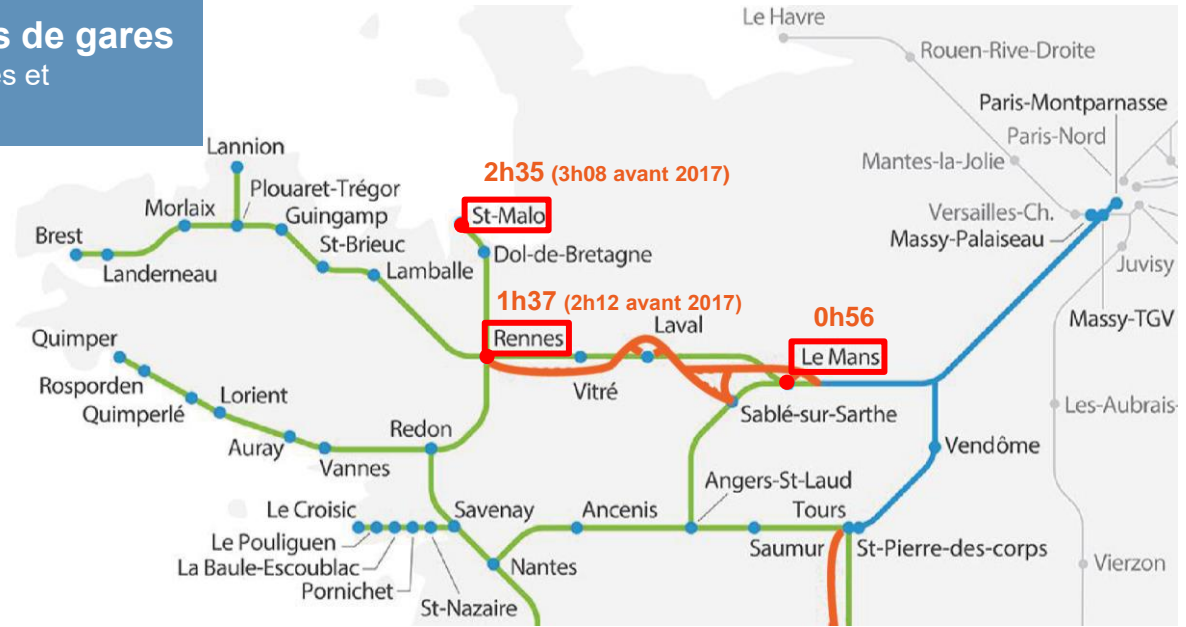 s de gares
es et
Le Havre
Rouen-Rive-Droite
Paris-Montparnasse
Paris-Nord
Mantes-la-Jolie
Versailles-Ch.
Massy-Palaiseau
Juvisy
Massy-TGV
Les-Aubrais-
Vierzon
Lannion
Plouaret-Trégor
Morlaix
Guingamp
Brest
St-Brieuc
Landerneau
Lamballe
2h35 (3h08 avant 2017)
St-Malo
Dol-de-Bretagne
1h37 (2h12 avant 2017)
Rennes
Laval
0h56
Le Mans
Vitré
Sablé-sur-Sarthe
Quimper
Rosporden
Quimperlé
Lorient
Auray
Vannes
Redon
Vendôme
Angers-St-Laud
Le Croisic
Savenay
Ancenis
Tours
Le Pouliguen
La Baule-Escoublac
Pornichet
St-Nazaire
Nantes
Saumur
St-Pierre-des-corps